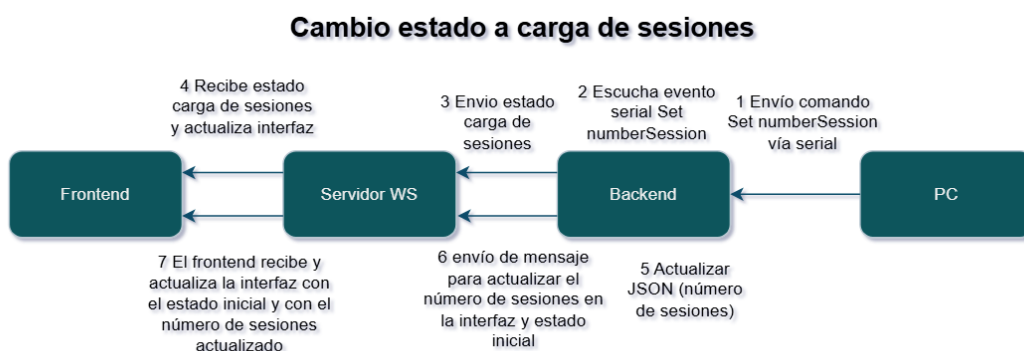 Cambio estado a carga de sesiones
4 Recibe estado
carga de sesiones
y actualiza interfaz
3 Envio estado
carga de
sesiones
2 Escucha evento
serial Set
numberSession
1 Envío comando
Set numberSession
vía serial
Frontend
Servidor WS
Backend
PC
7 El frontend recibe y
actualiza la interfaz con
el estado inicial y con el
número de sesiones
actualizado
6 envío de mensaje
para actualizar el
número de sesiones en
la interfaz y estado
inicial
5 Actualizar
JSON (número
de sesiones)